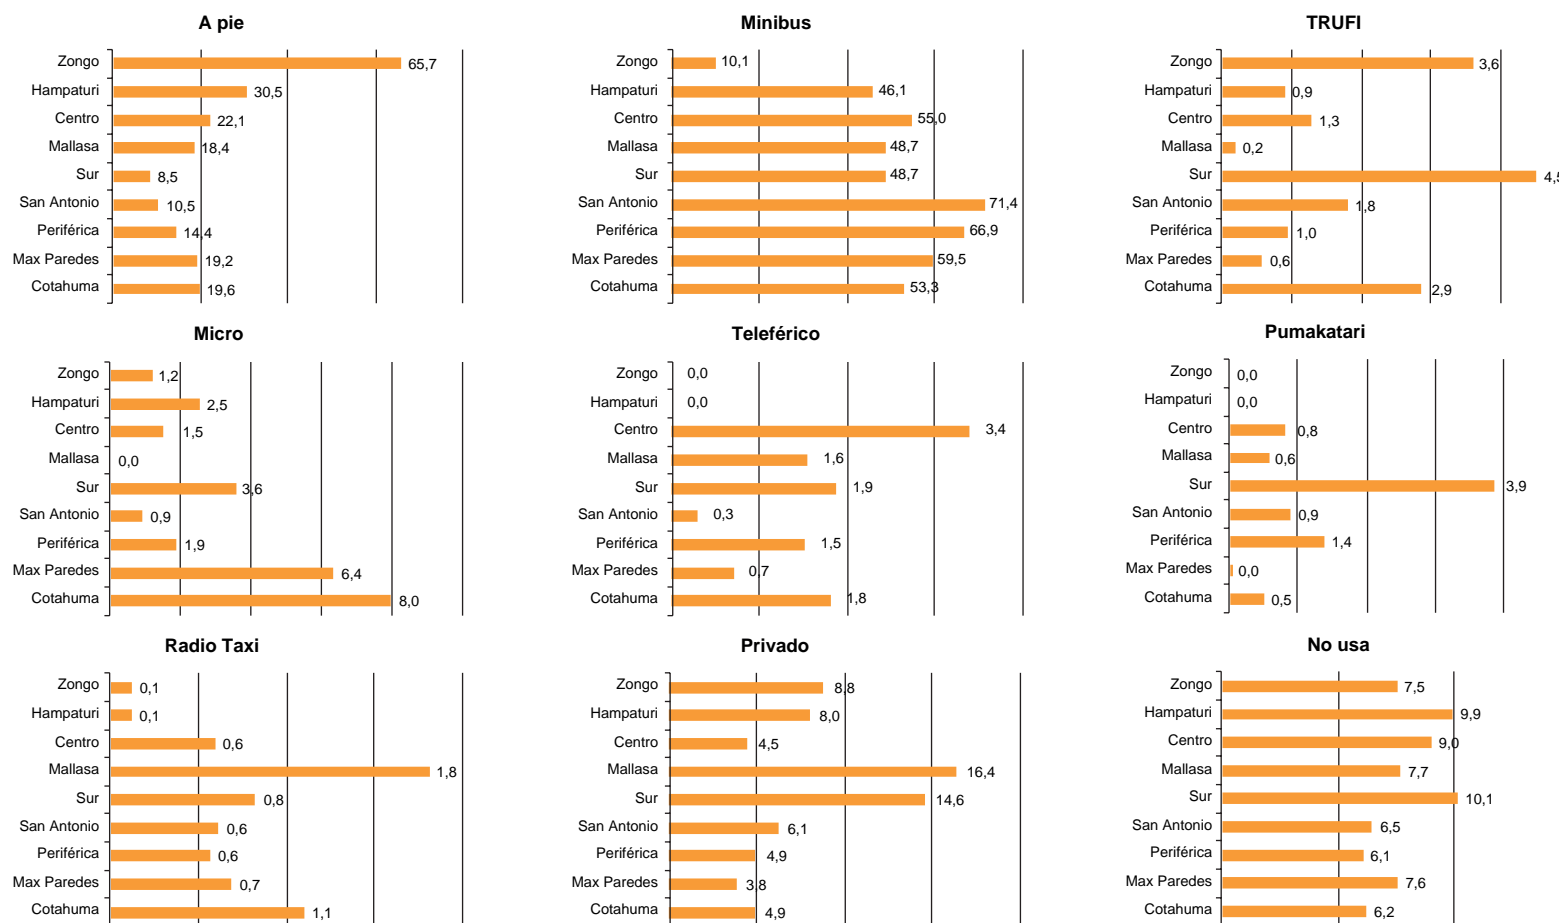 A pie
Zongo 65,7
Hampaturi 30,5
Centro 22,1
Mallasa 18,4
Sur 8,5
San Antonio 10,5
Periférica 14,4
Max Paredes 19,2
Cotahuma 19,6
Minibus
Zongo 10,1
Hampaturi 46,1
Centro 55,0
Mallasa 48,7
Sur 48,7
San Antonio 71,4
Periférica 66,9
Max Paredes 59,5
Cotahuma 53,3
TRUFI
Zongo 3,6
Hampaturi 0,9
Centro 1,3
Mallasa 0,2
Sur 4,5
San Antonio 1,8
Periférica 1,0
Max Paredes 0,6
Cotahuma 2,9
Micro
Zongo 1,2
Hampaturi 2,5
Centro 1,5
Mallasa 0,0
Sur 3,6
San Antonio 0,9
Periférica 1,9
Max Paredes 6,4
Cotahuma 8,0
Teleférico
Zongo 0,0
Hampaturi 0,0
Centro 3,4
Mallasa 1,6
Sur 1,9
San Antonio 0,3
Periférica 1,5
Max Paredes 0,7
Cotahuma 1,8
Pumakatari
Zongo 0,0
Hampaturi 0,0
Centro 0,8
Mallasa 0,6
Sur 3,9
San Antonio 0,9
Periférica 1,4
Max Paredes 0,0
Cotahuma 0,5
Radio Taxi
Zongo 0,1
Hampaturi 0,1
Centro 0,6
Mallasa 1,8
Sur 0,8
San Antonio 0,6
Periférica 0,6
Max Paredes 0,7
Cotahuma 1,1
Privado
Zongo 8,8
Hampaturi 8,0
Centro 4,5
Mallasa 16,4
Sur 14,6
San Antonio 6,1
Periférica 4,9
Max Paredes 3,8
Cotahuma 4,9
No usa
Zongo 7,5
Hampaturi 9,9
Centro 9,0
Mallasa 7,7
Sur 10,1
San Antonio 6,5
Periférica 6,1
Max Paredes 7,6
Cotahuma 6,2